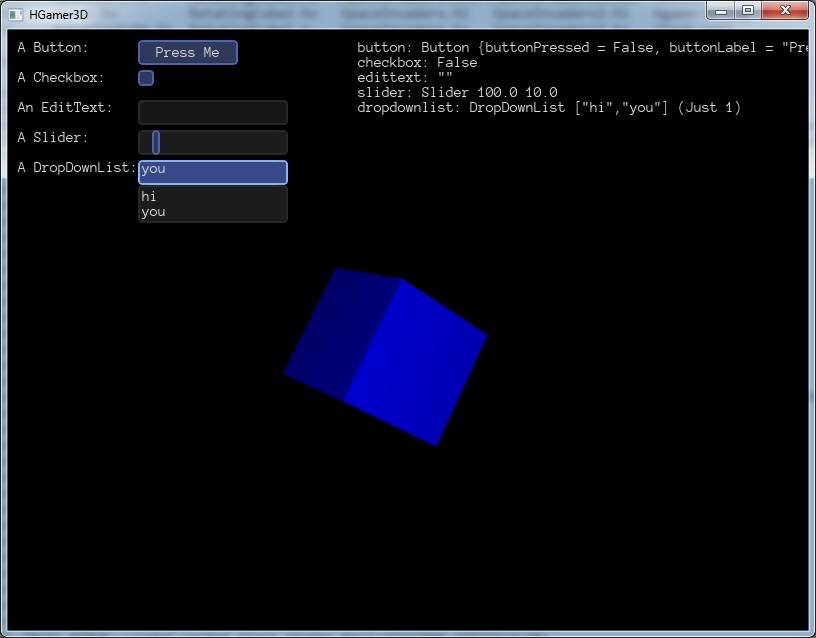 HGamer3D
A Button:
Press Me
A Checkbox:
An EditText:
A Slider:
A DropDownList:
you
hi
you
button: Button {buttonPressed = False, buttonLabel = "Pre
checkbox: False
edittext: ""
slider: Slider 100.0 10.0
dropdownlist: DropDownList ["hi","you"] (Just 1)